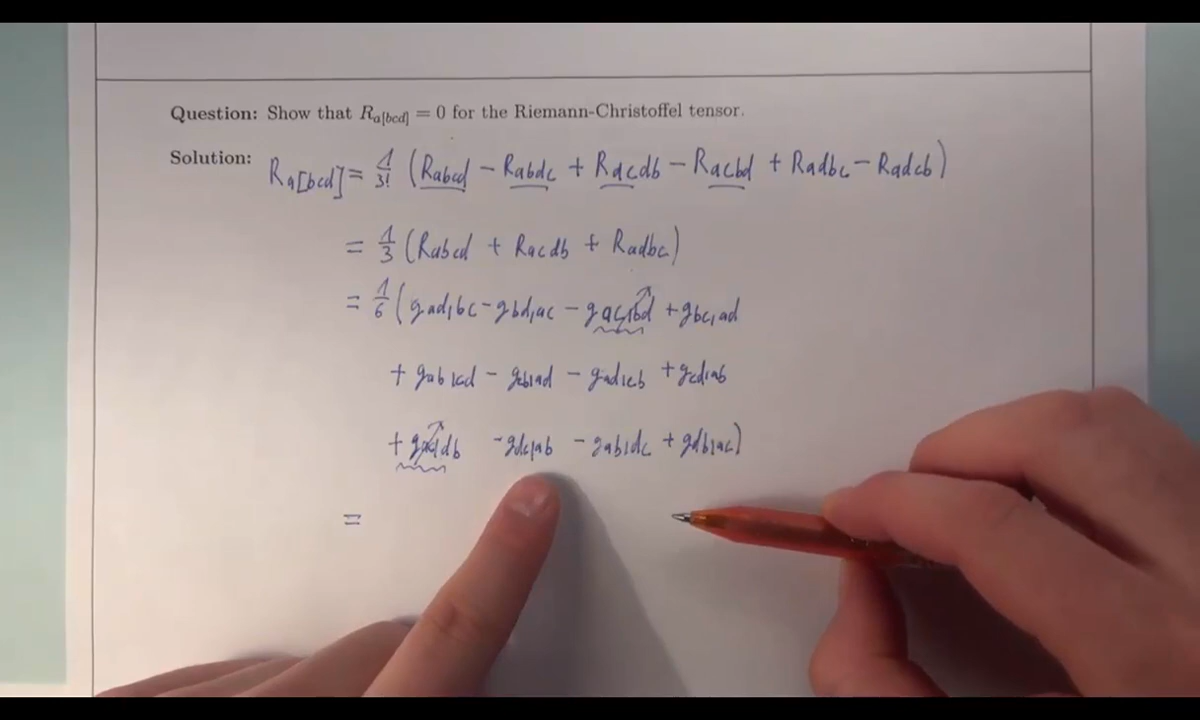 Question: Show that R_{a[bcd]} = 0 for the Riemann-Christoffel tensor.
Solution: R_{a[bcd]} = 1/3! (R_{abcd} - R_{abdc} + R_{acdb} - R_{acbd} + R_{adbc} - R_{adcb})
= 1/3 (R_{abcd} + R_{acdb} + R_{adbc})
= 1/6 (g_{ad,bc} - g_{bd,ac} - g_{ac,bd} + g_{bc,ad}
+ g_{ab,cd} - g_{cb,ad} - g_{ad,cb} + g_{cd,ab}
+ g_{ac,db} - g_{dc,ab} - g_{ab,dc} + g_{db,ac})
=